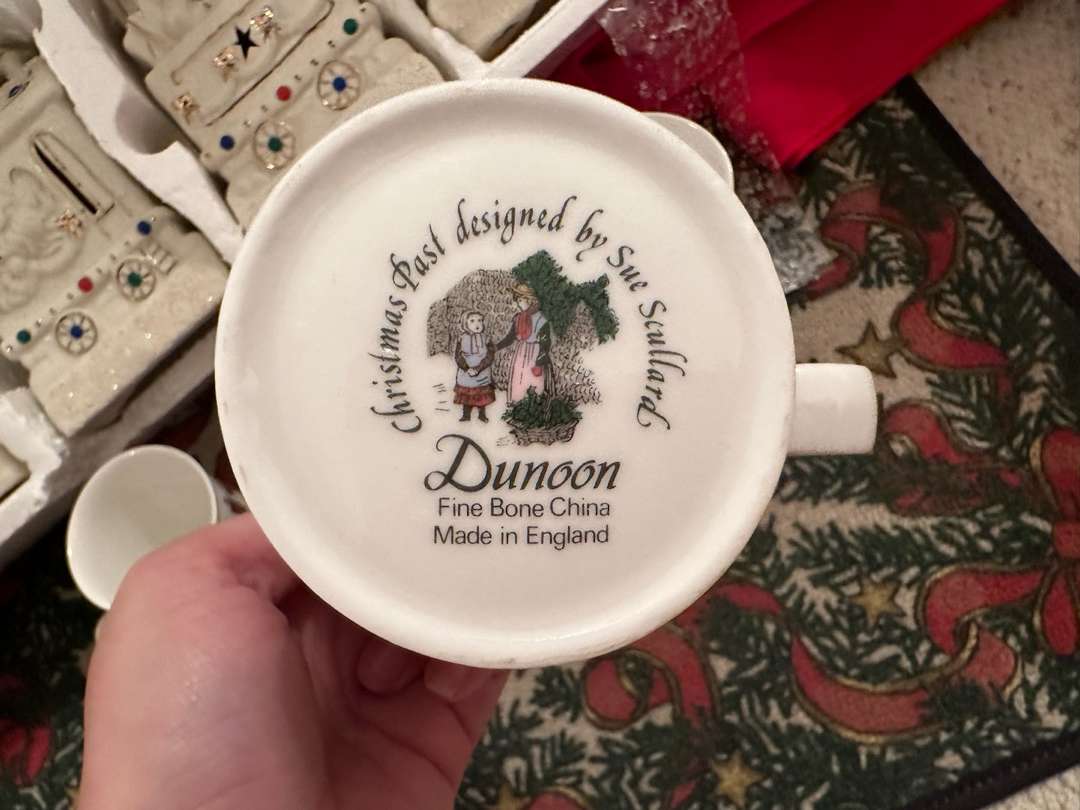 Christmas Past designed by Sue Scullard
Dunoon
Fine Bone China
Made in England